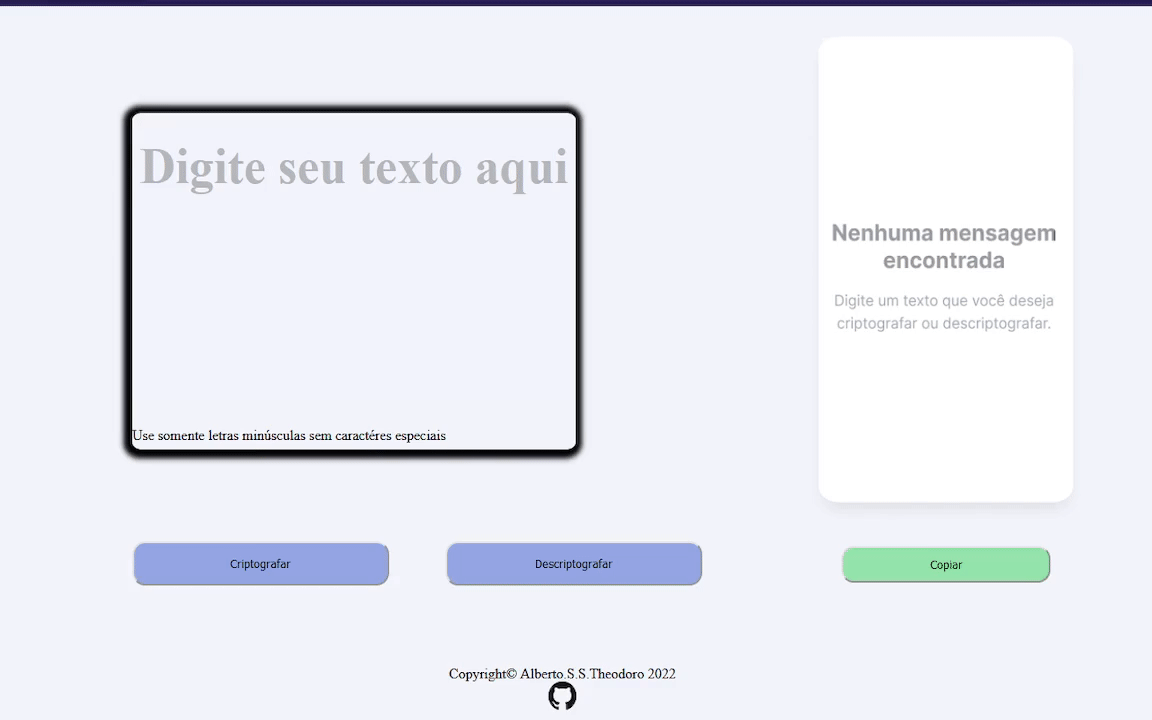 Digite seu texto aqui
Use somente letras minúsculas sem caractéres especiais
Nenhuma mensagem
encontrada
Digite um texto que você deseja
criptografar ou descriptografar.
Criptografar
Descriptografar
Copiar
Copyright© Alberto.S.S.Theodoro 2022